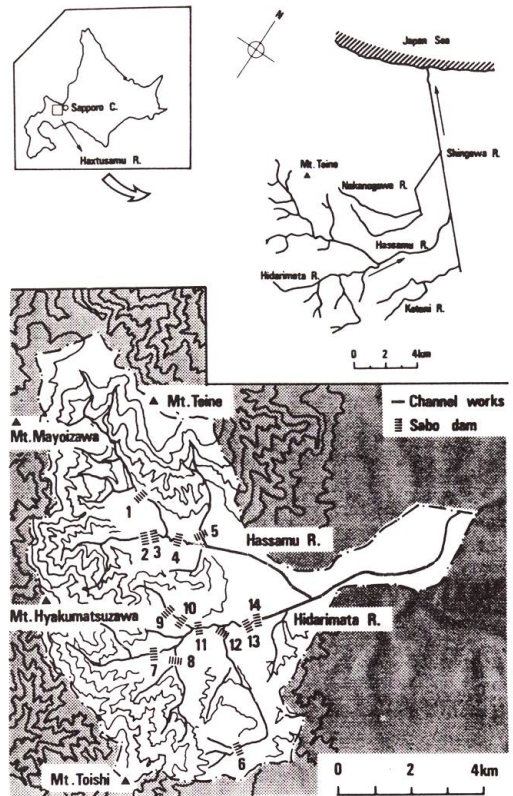 N
Japan Sea
Sapporo C.
Haxtusamu R.
Shingawa R.
Mt. Teine
Nakanogawa R.
Hassamu R.
Hidarimata R.
Kotoni R.
0 2 4km
Mt. Teine
Channel works
Sabo dam
Mt. Mayoizawa
1
2 3 4 5
Hassamu R.
Mt. Hyakumatsuzawa
9 10 11 12 13 14
Hidarimata R.
7 8
6
Mt. Toishi
0 2 4km